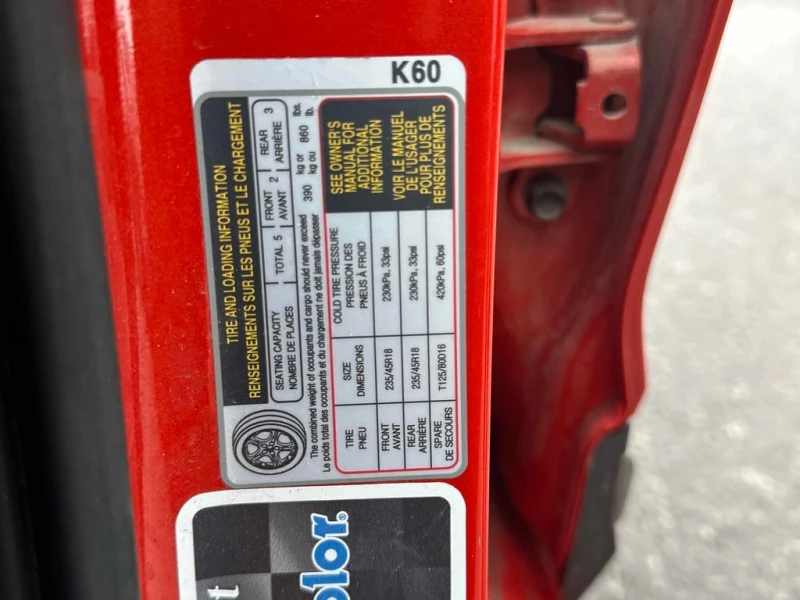 K60
TIRE AND LOADING INFORMATION
RENSEIGNEMENTS SUR LES PNEUS ET LE CHARGEMENT
SEATING CAPACITY
NOMBRE DE PLACES
TOTAL 5
FRONT
AVANT
2
REAR
ARRIÈRE
3
The combined weight of occupants and cargo should never exceed 390 kg or 860 lbs.
Le poids total des occupants et du chargement ne doit jamais dépasser kg ou lb.
TIRE
PNEU
SIZE
DIMENSIONS
COLD TIRE PRESSURE
PRESSION DES
PNEUS À FROID
FRONT
AVANT
235/45R18
230kPa, 33psi
REAR
ARRIÈRE
235/45R18
230kPa, 33psi
SPARE
DE SECOURS
T125/80D16
420kPa, 60psi
SEE OWNER'S
MANUAL FOR
ADDITIONAL
INFORMATION
VOIR LE MANUEL
DE L'USAGER
POUR PLUS DE
RENSEIGNEMENTS
t
olor.